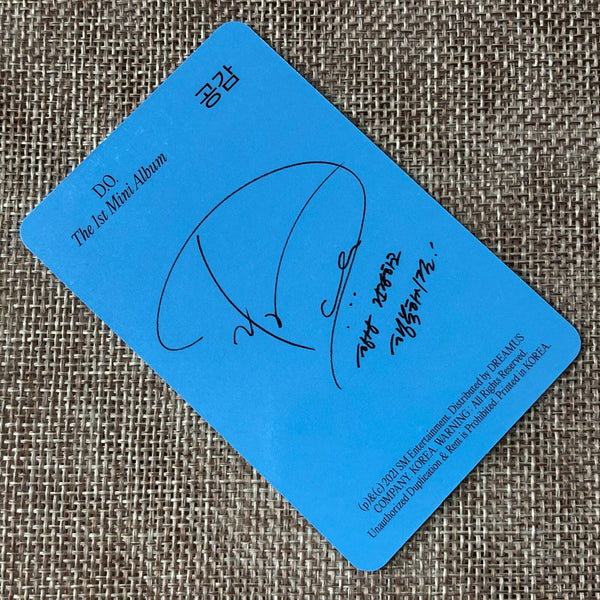 공감
D.O.
The 1st Mini Album
(p)&(c) 2021 SM Entertainment. Distributed by DREAMUS
COMPANY. KOREA. WARNING: All Rights Reserved.
Unauthorized Duplication & Rent is Prohibited. Printed in KOREA.